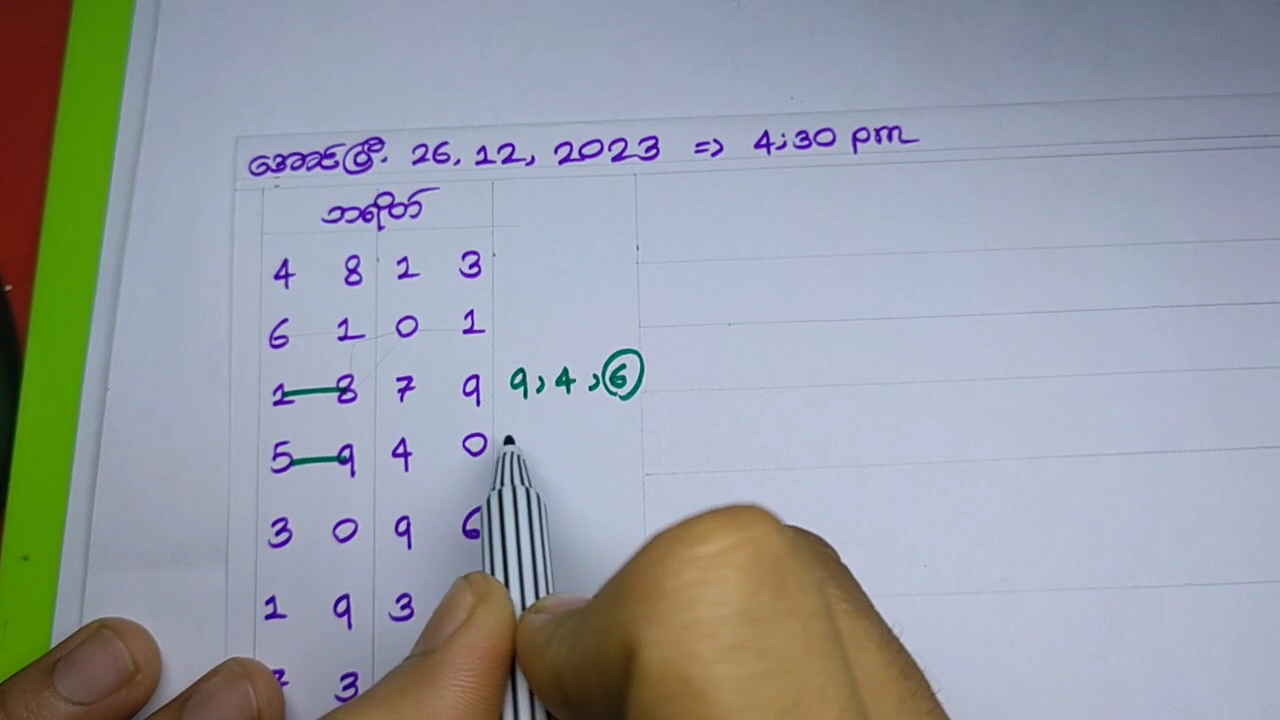 အောင်ပြီ. 26, 12, 2023 => 4:30 pm
ဘရိတ်
4 8 1 3
6 1 0 1
1 8 7 9 9, 4, 6
5 9 4 0
3 0 9 6
1 9 3
3